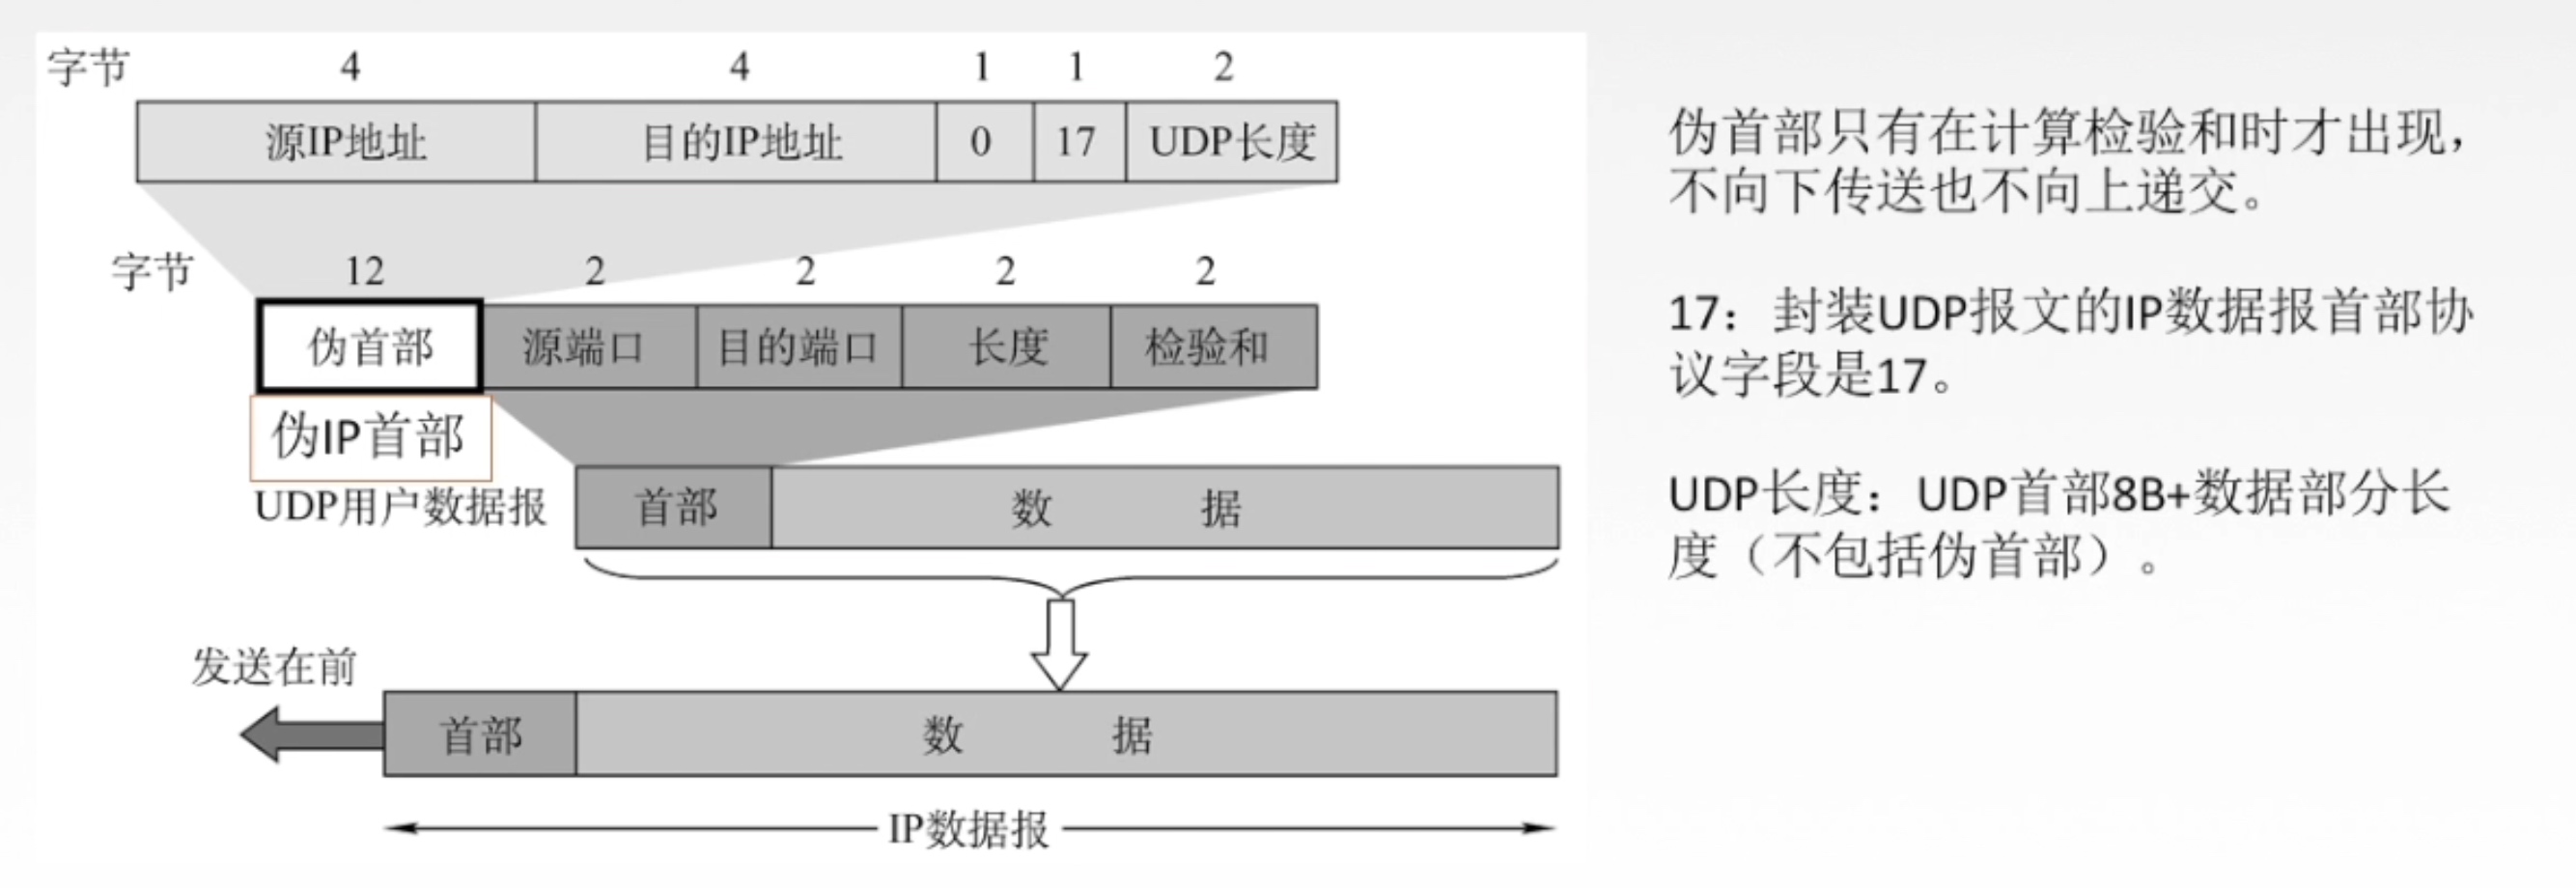 字节 4 4 1 1 2
源IP地址 目的IP地址 0 17 UDP长度
字节 12 2 2 2 2
伪首部 源端口 目的端口 长度 检验和
伪IP首部
UDP用户数据报 首部 数 据
发送在前
首部 数 据
IP数据报
伪首部只有在计算检验和时才出现，
不向下传送也不向上递交。
17：封装UDP报文的IP数据报首部协
议字段是17。
UDP长度：UDP首部8B+数据部分长
度（不包括伪首部）。